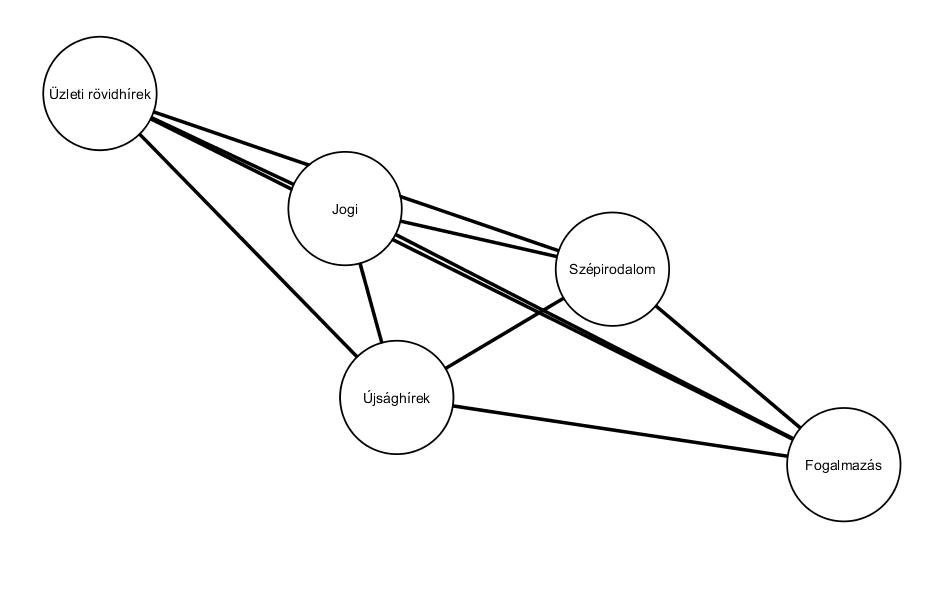 Üzleti rövidhírek
Jogi
Szépirodalom
Újsághírek
Fogalmazás